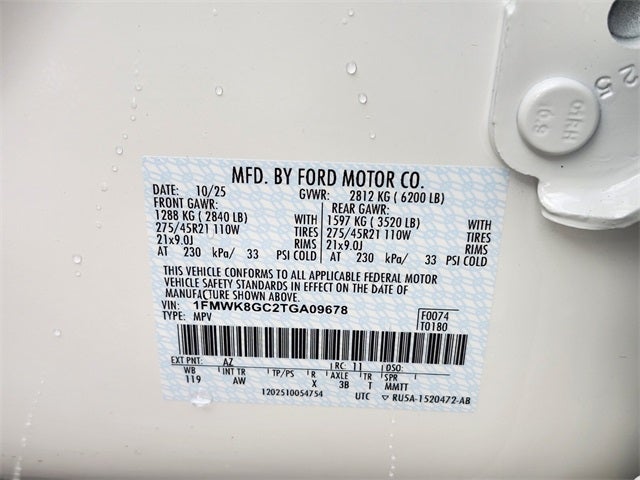 MFD. BY FORD MOTOR CO.
DATE: 10/25 GVWR: 2812 KG ( 6200 LB)
FRONT GAWR: REAR GAWR:
1288 KG ( 2840 LB) WITH 1597 KG ( 3520 LB) WITH
275/45R21 110W TIRES 275/45R21 110W TIRES
21x9.0J RIMS 21x9.0J RIMS
AT 230 kPa/ 33 PSI COLD AT 230 kPa/ 33 PSI COLD
THIS VEHICLE CONFORMS TO ALL APPLICABLE FEDERAL MOTOR
VEHICLE SAFETY STANDARDS IN EFFECT ON THE DATE OF
MANUFACTURE SHOWN ABOVE.
VIN: 1FMWK8GC2TGA09678 F0074
TYPE: MPV T0180
EXT PNT: AZ RC: 11 DSO:
WB INT TR TP/PS R AXLE TR SPR
119 AW X 3B T MMTT
1202510054754 UTC ▽ RU5A-1520472-AB
25
10.9